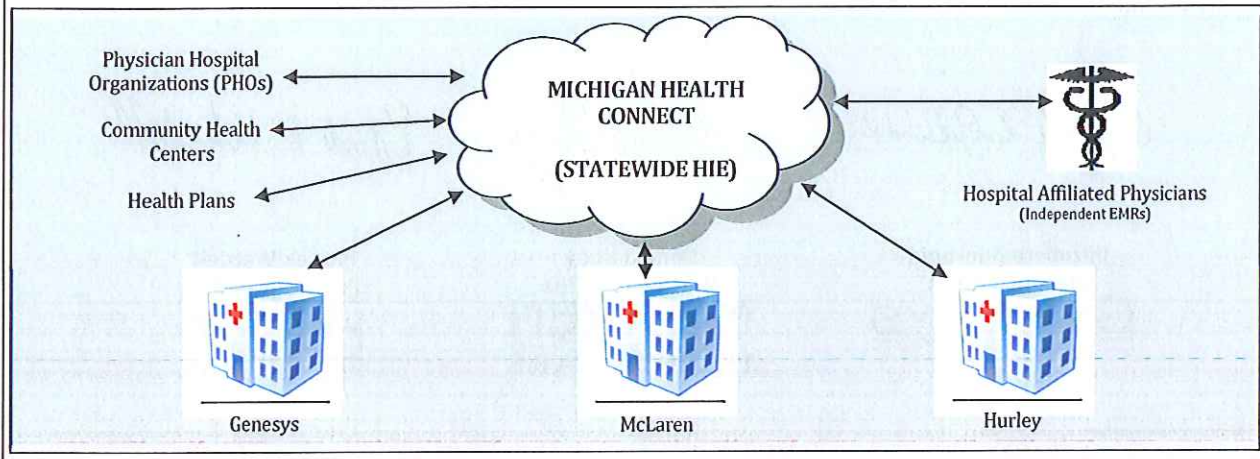 Physician Hospital
Organizations (PHOs)
Community Health
Centers
Health Plans
MICHIGAN HEALTH
CONNECT
(STATEWIDE HIE)
Hospital Affiliated Physicians
(Independent EMRs)
Genesys
McLaren
Hurley